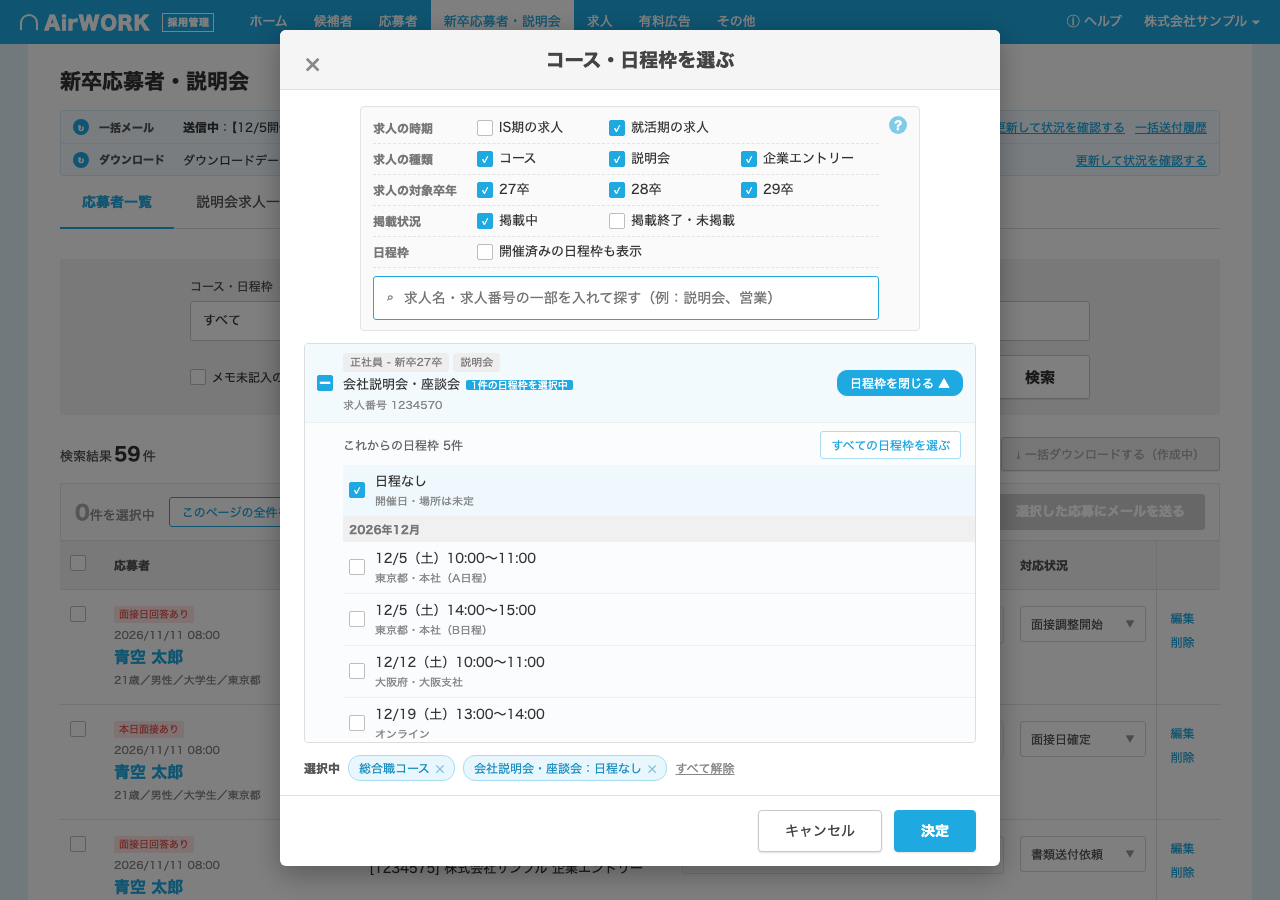 AirWORK 採用管理 ホーム 候補者 応募者 新卒応募者・説明会 求人 有料広告 その他 ヘルプ 株式会社サンプル
新卒応募者・説明会
一括メール 送信中:【12/5開
更新して状況を確認する 一括送付履歴
ダウンロード ダウンロードデー
更新して状況を確認する
応募者一覧 説明会求人一
コース・日程枠
すべて
メモ未記入の
検索
検索結果59件
↓一括ダウンロードする(作成中)
0件を選択中 このページの全件
選択した応募にメールを送る
応募者 対応状況
面接日回答あり
2026/11/11 08:00
青空 太郎
21歳/男性/大学生/東京都
面接調整開始 ▼ 編集
削除
本日面接あり
2026/11/11 08:00
青空 太郎
21歳/男性/大学生/東京都
面接日確定 ▼ 編集
削除
面接日回答あり
2026/11/11 08:00
青空 太郎
[1234575] 株式会社サンプル 企業エントリー
書類送付依頼 ▼ 編集
削除
× コース・日程枠を選ぶ
求人の時期 IS期の求人 就活期の求人 ?
求人の種類 コース 説明会 企業エントリー
求人の対象卒年 27卒 28卒 29卒
掲載状況 掲載中 掲載終了・未掲載
日程枠 開催済みの日程枠も表示
求人名・求人番号の一部を入れて探す(例:説明会、営業)
正社員 - 新卒27卒 説明会
会社説明会・座談会 1件の日程枠を選択中
求人番号 1234570
日程枠を閉じる ▲
これからの日程枠 5件 すべての日程枠を選ぶ
日程なし
開催日・場所は未定
2026年12月
12/5(土)10:00〜11:00
東京都・本社(A日程)
12/5(土)14:00〜15:00
東京都・本社(B日程)
12/12(土)10:00〜11:00
大阪府・大阪支社
12/19(土)13:00〜14:00
オンライン
選択中 総合職コース × 会社説明会・座談会:日程なし × すべて解除
キャンセル 決定